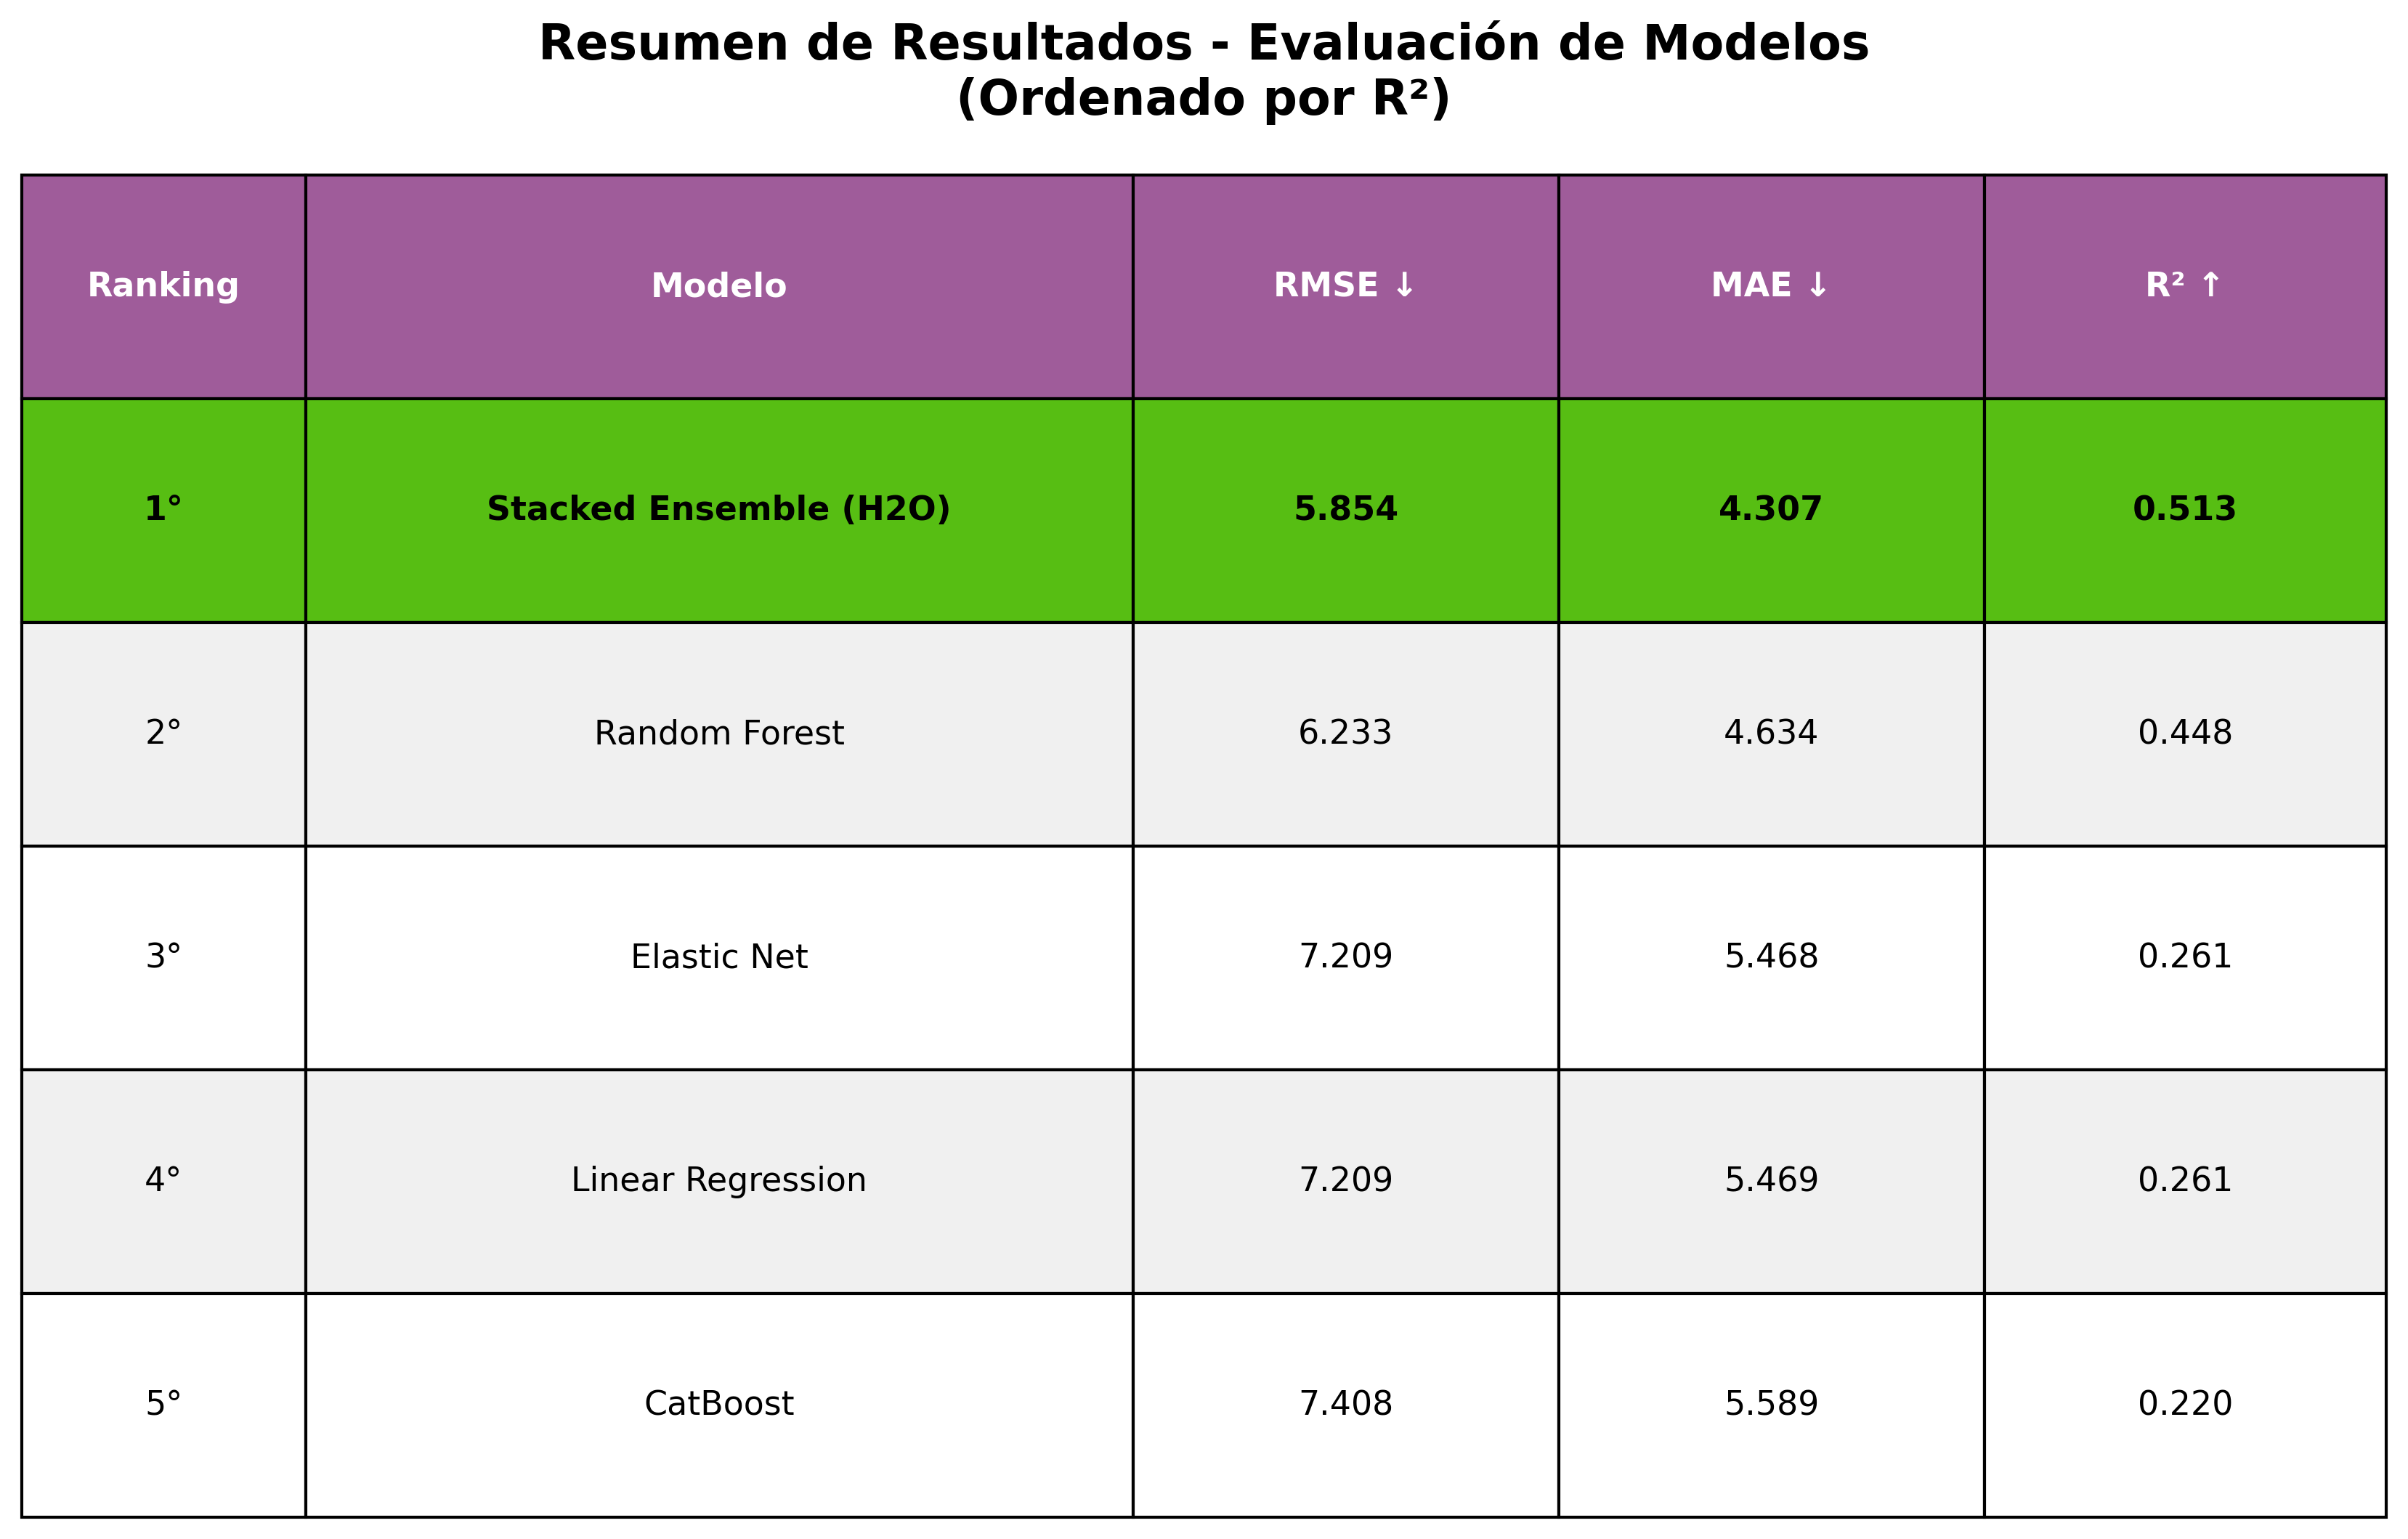 Resumen de Resultados - Evaluación de Modelos
(Ordenado por R²)
Ranking Modelo RMSE ↓ MAE ↓ R² ↑
1° Stacked Ensemble (H2O) 5.854 4.307 0.513
2° Random Forest 6.233 4.634 0.448
3° Elastic Net 7.209 5.468 0.261
4° Linear Regression 7.209 5.469 0.261
5° CatBoost 7.408 5.589 0.220